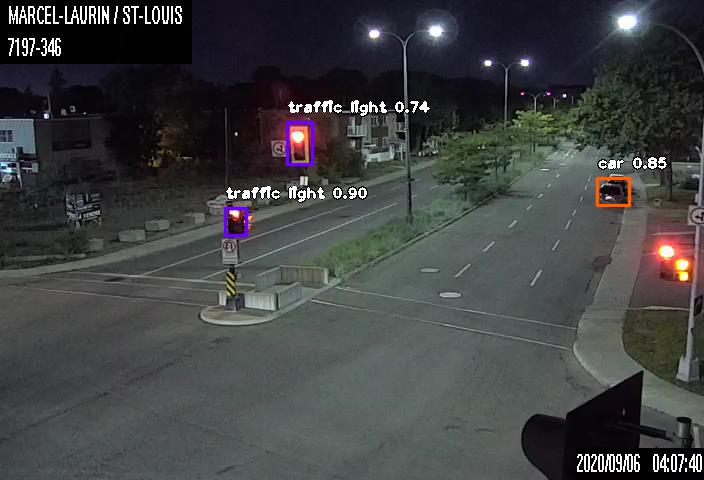 MARCEL-LAURIN / ST-LOUIS
7197-346
traffic light 0.74
car 0.85
traffic light 0.90
2020/09/06 04:07:40